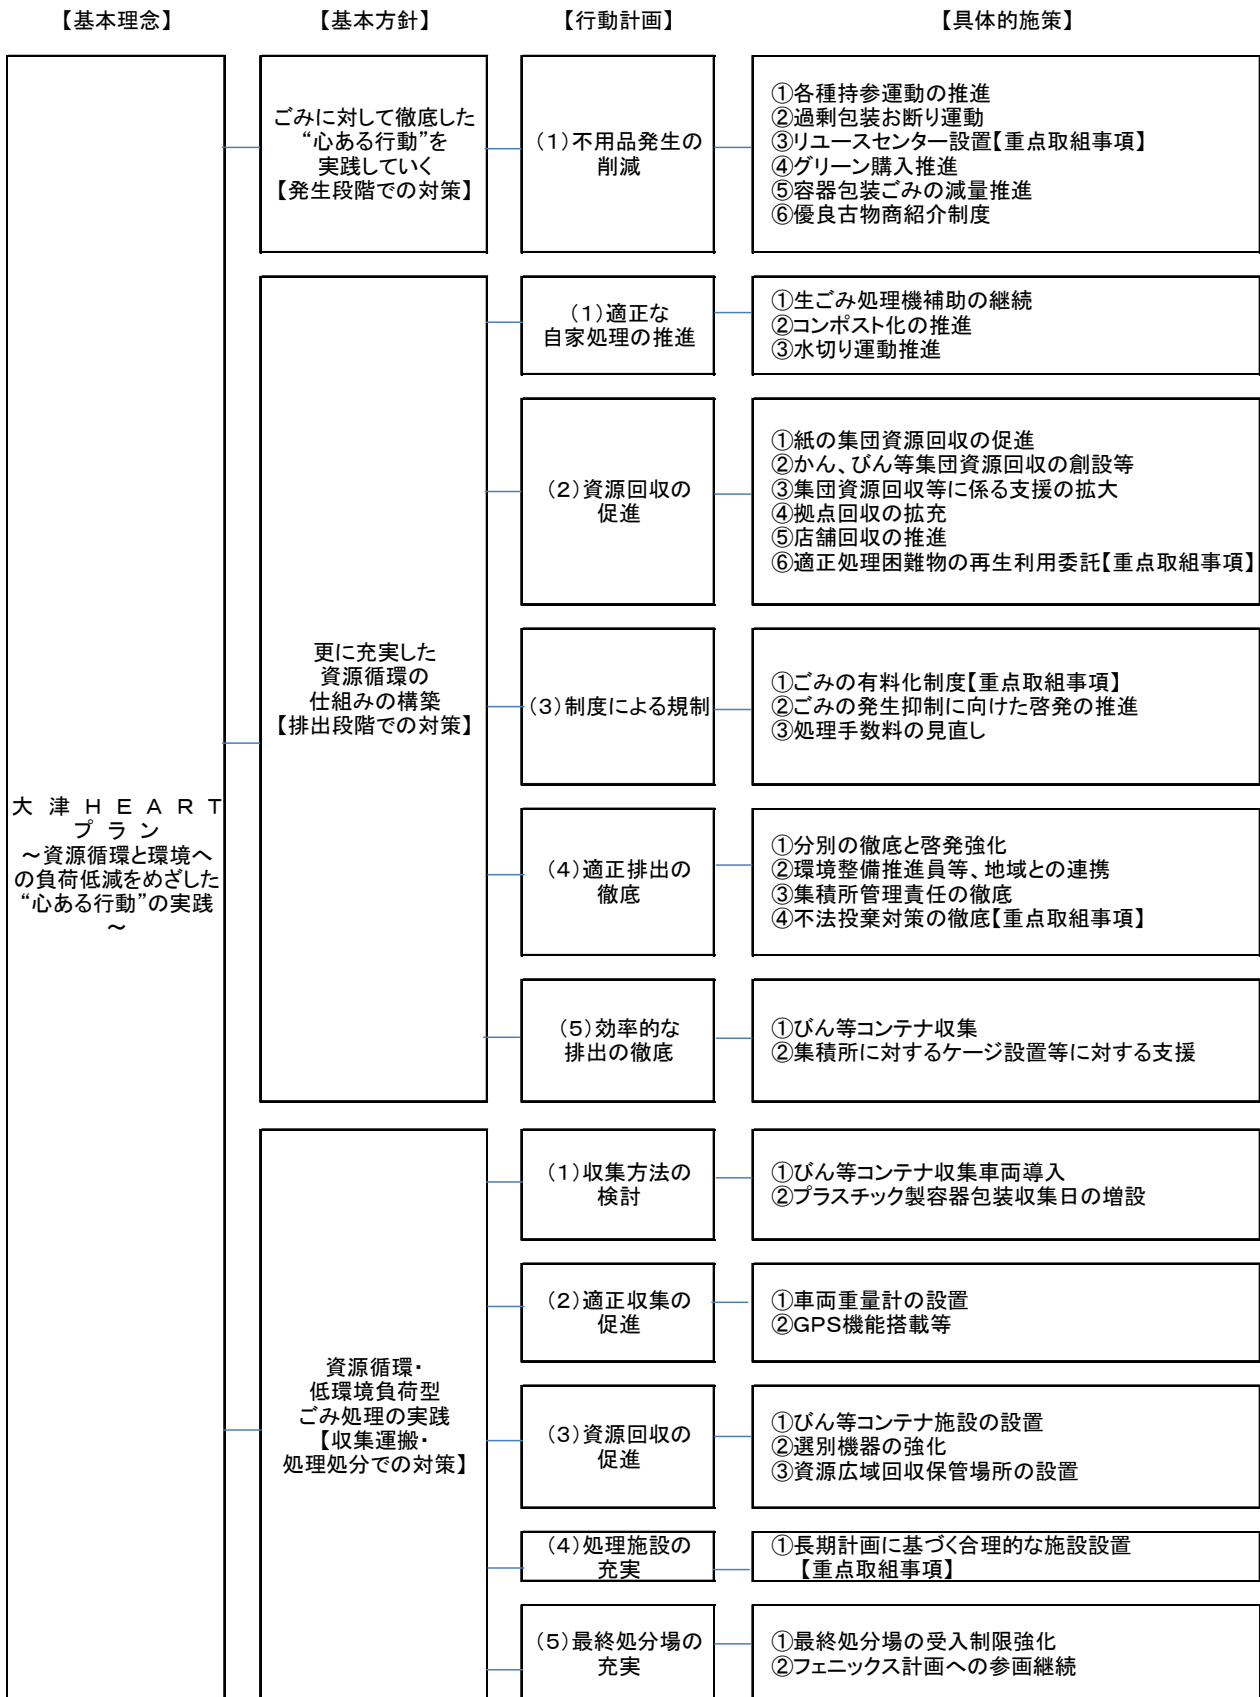 【基本理念】
【基本方針】
【行動計画】
【具体的施策】
大津HEART
プラン
～資源循環と環境へ
の負荷低減をめざした
“心ある行動”の実践
～
ごみに対して徹底した
“心ある行動”を
実践していく
【発生段階での対策】
(1)不用品発生の
削減
①各種持参運動の推進
②過剰包装お断り運動
③リユースセンター設置【重点取組事項】
④グリーン購入推進
⑤容器包装ごみの減量推進
⑥優良古物商紹介制度
更に充実した
資源循環の
仕組みの構築
【排出段階での対策】
(1)適正な
自家処理の推進
①生ごみ処理機補助の継続
②コンポスト化の推進
③水切り運動推進
(2)資源回収の
促進
①紙の集団資源回収の促進
②かん、びん等集団資源回収の創設等
③集団資源回収等に係る支援の拡大
④拠点回収の拡充
⑤店舗回収の推進
⑥適正処理困難物の再生利用委託【重点取組事項】
(3)制度による規制
①ごみの有料化制度【重点取組事項】
②ごみの発生抑制に向けた啓発の推進
③処理手数料の見直し
(4)適正排出の
徹底
①分別の徹底と啓発強化
②環境整備推進員等、地域との連携
③集積所管理責任の徹底
④不法投棄対策の徹底【重点取組事項】
(5)効率的な
排出の徹底
①びん等コンテナ収集
②集積所に対するケージ設置等に対する支援
資源循環・
低環境負荷型
ごみ処理の実践
【収集運搬・
処理処分での対策】
(1)収集方法の
検討
①びん等コンテナ収集車両導入
②プラスチック製容器包装収集日の増設
(2)適正収集の
促進
①車両重量計の設置
②GPS機能搭載等
(3)資源回収の
促進
①びん等コンテナ施設の設置
②選別機器の強化
③資源広域回収保管場所の設置
(4)処理施設の
充実
①長期計画に基づく合理的な施設設置
【重点取組事項】
(5)最終処分場の
充実
①最終処分場の受入制限強化
②フェニックス計画への参画継続